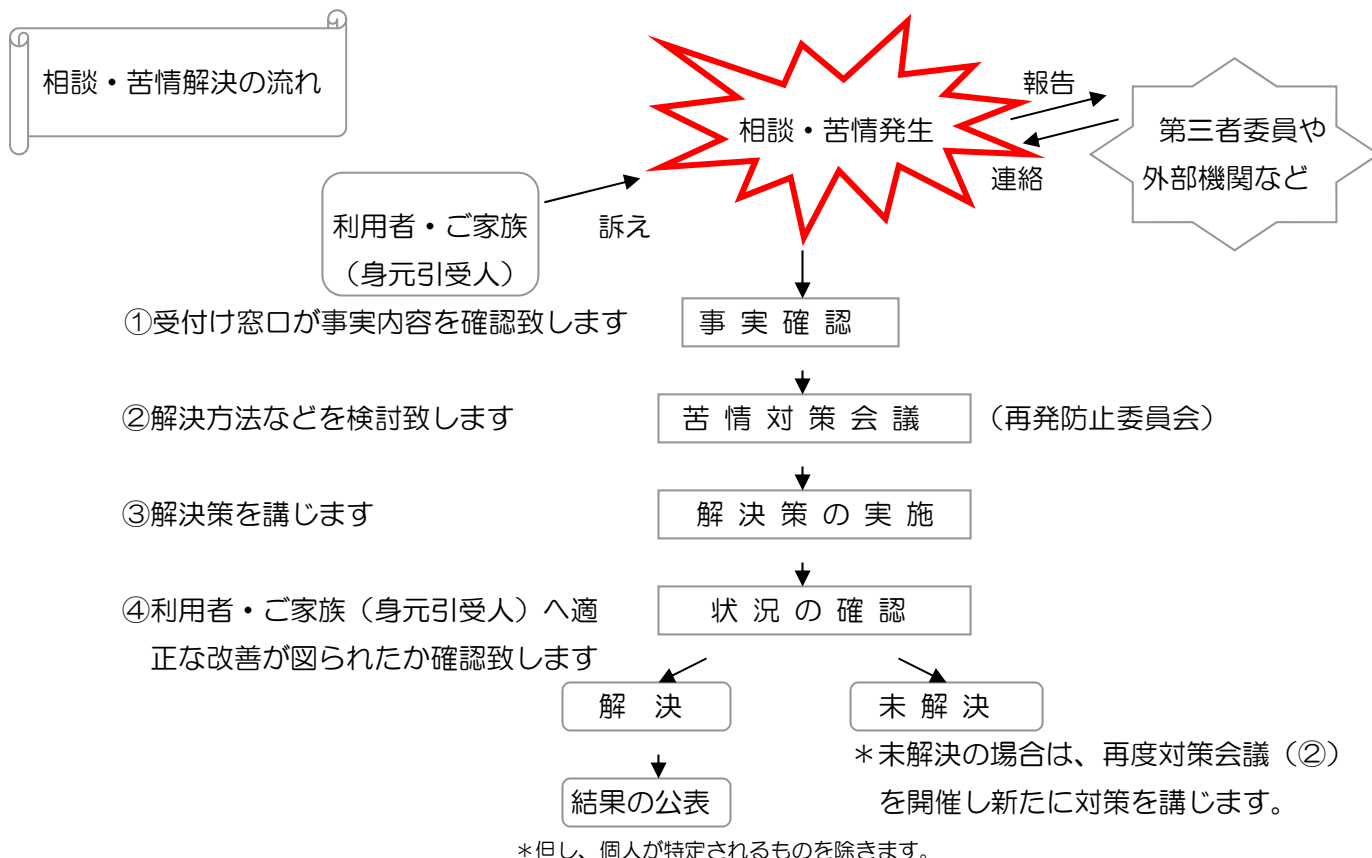 相談・苦情解決の流れ
相談・苦情発生
報告
連絡
第三者委員や
外部機関など
利用者・ご家族
（身元引受人）
訴え
①受付け窓口が事実内容を確認致します
事実確認
②解決方法などを検討致します
苦情対策会議
（再発防止委員会）
③解決策を講じます
解決策の実施
④利用者・ご家族（身元引受人）へ適
正な改善が図られたか確認致します
状況の確認
解　決
未解決
＊未解決の場合は、再度対策会議（②）
を開催し新たに対策を講じます。
結果の公表
＊但し、個人が特定されるものを除きます。